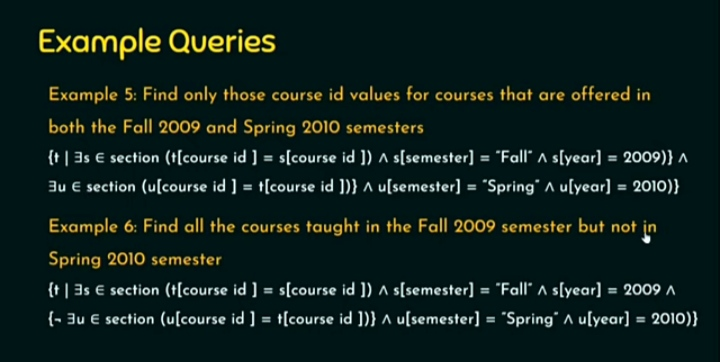 Example Queries
Example 5: Find only those course id values for courses that are offered in
both the Fall 2009 and Spring 2010 semesters
{t | ∃s ∈ section (t[course id ] = s[course id ]) ∧ s[semester] = "Fall" ∧ s[year] = 2009)} ∧
∃u ∈ section (u[course id ] = t[course id ])} ∧ u[semester] = "Spring" ∧ u[year] = 2010)}
Example 6: Find all the courses taught in the Fall 2009 semester but not in
Spring 2010 semester
{t | ∃s ∈ section (t[course id ] = s[course id ]) ∧ s[semester] = "Fall" ∧ s[year] = 2009 ∧
{¬ ∃u ∈ section (u[course id ] = t[course id ])} ∧ u[semester] = "Spring" ∧ u[year] = 2010)}